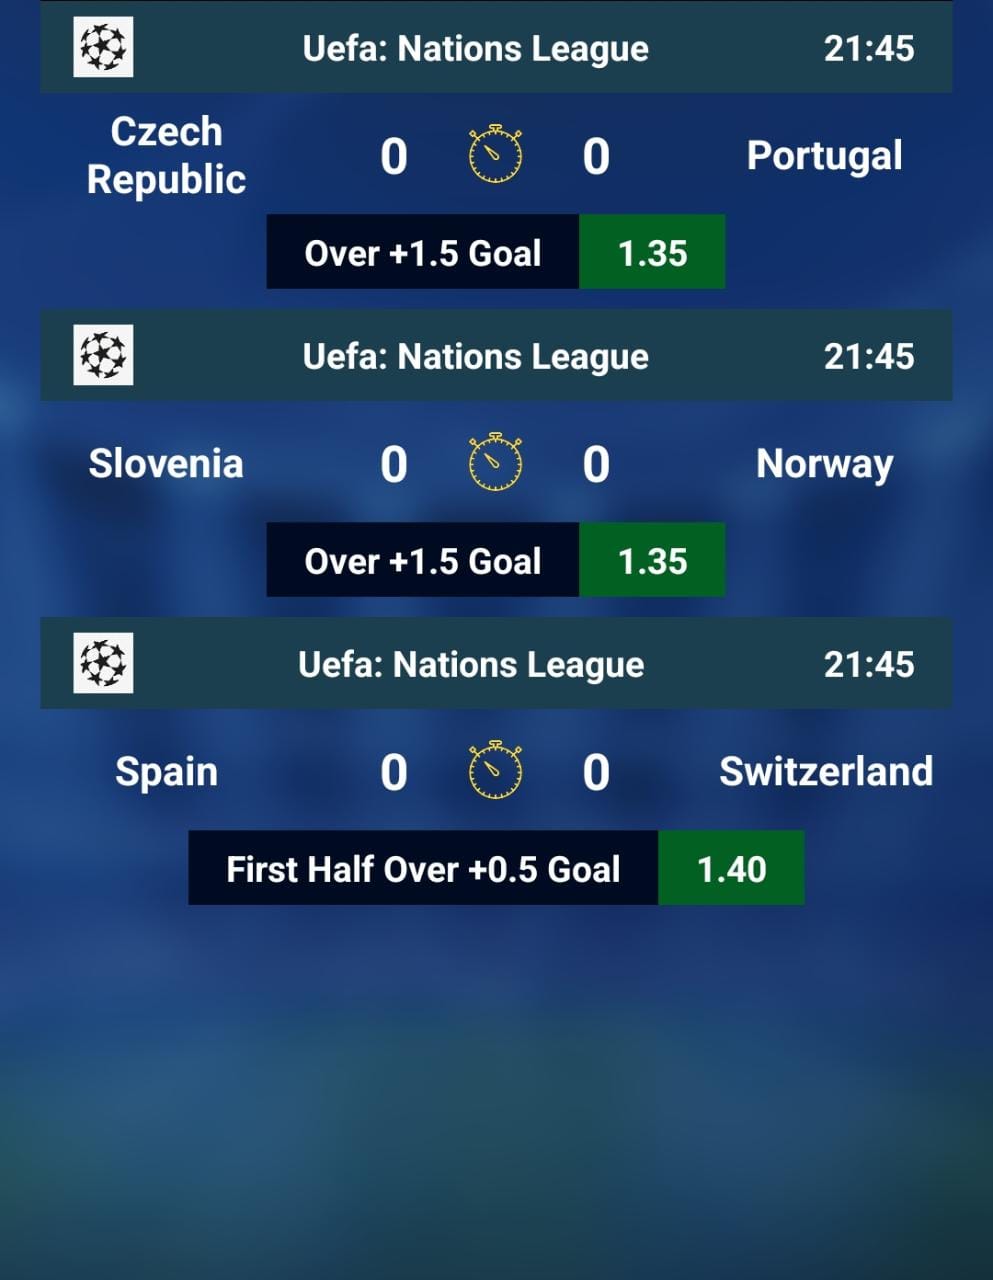 Uefa: Nations League 21:45
Czech
Republic 0 0 Portugal
Over +1.5 Goal 1.35
Uefa: Nations League 21:45
Slovenia 0 0 Norway
Over +1.5 Goal 1.35
Uefa: Nations League 21:45
Spain 0 0 Switzerland
First Half Over +0.5 Goal 1.40